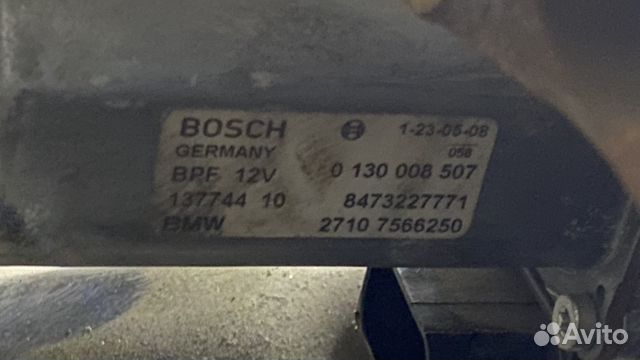 BOSCH 1-23-05-08
GERMANY 058
BPF 12V 0 130 008 507
137744 10 8473227771
BMW 2710 7566250
Avito